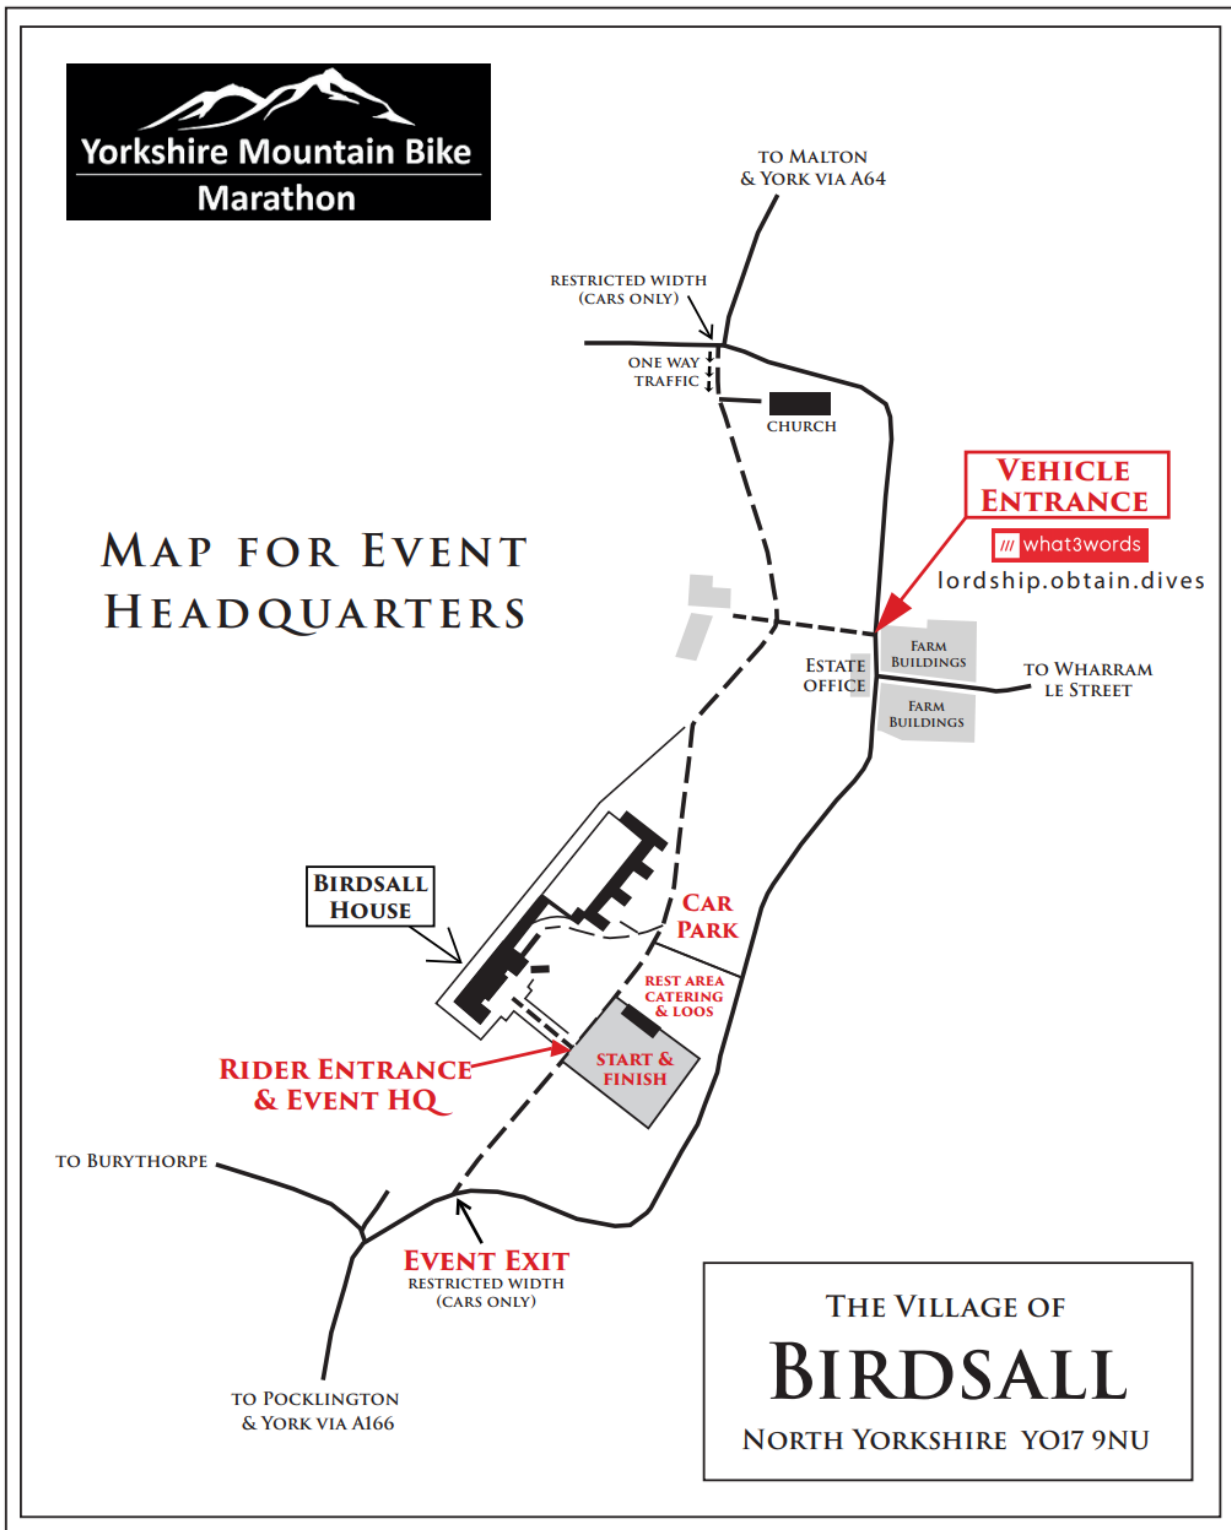 Yorkshire Mountain Bike
Marathon
TO MALTON
& YORK VIA A64
RESTRICTED WIDTH
(CARS ONLY)
ONE WAY
TRAFFIC
CHURCH
VEHICLE
ENTRANCE
/// what3words
lordship.obtain.dives
MAP FOR EVENT
HEADQUARTERS
FARM
BUILDINGS
ESTATE
OFFICE
TO WHARRAM
LE STREET
FARM
BUILDINGS
BIRDSALL
HOUSE
CAR
PARK
REST AREA
CATERING
& LOOS
START &
FINISH
RIDER ENTRANCE
& EVENT HQ
TO BURYTHORPE
EVENT EXIT
RESTRICTED WIDTH
(CARS ONLY)
TO POCKLINGTON
& YORK VIA A166
THE VILLAGE OF
BIRDSALL
NORTH YORKSHIRE YO17 9NU